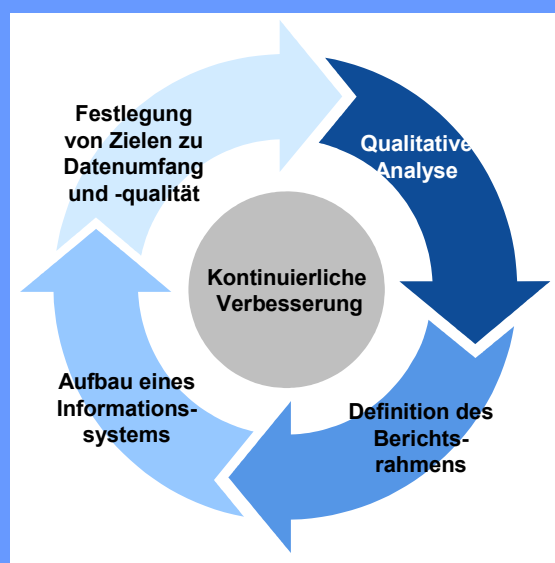 Festlegung
von Zielen zu
Datenumfang
und -qualität
Qualitative
Analyse
Kontinuierliche
Verbesserung
Aufbau eines
Informations-
systems
Definition des
Berichts-
rahmens